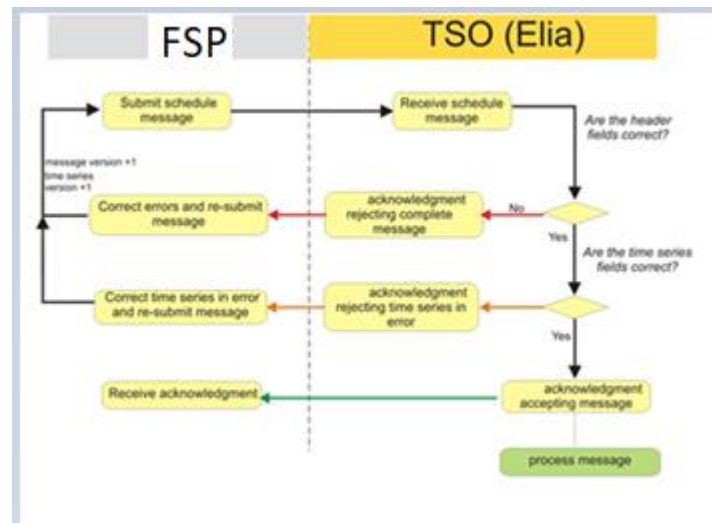 FSP
TSO (Elia)
Submit schedule
message
Receive schedule
message
Are the header
fields correct?
message version +1
time series
version +1
Correct errors and re-submit
message
acknowledgment
rejecting complete
message
No
Yes
Are the time series
fields correct?
Correct time series in error
and re-submit message
acknowledgment
rejecting time series in
error
Yes
Receive acknowledgment
acknowledgment
accepting message
process message